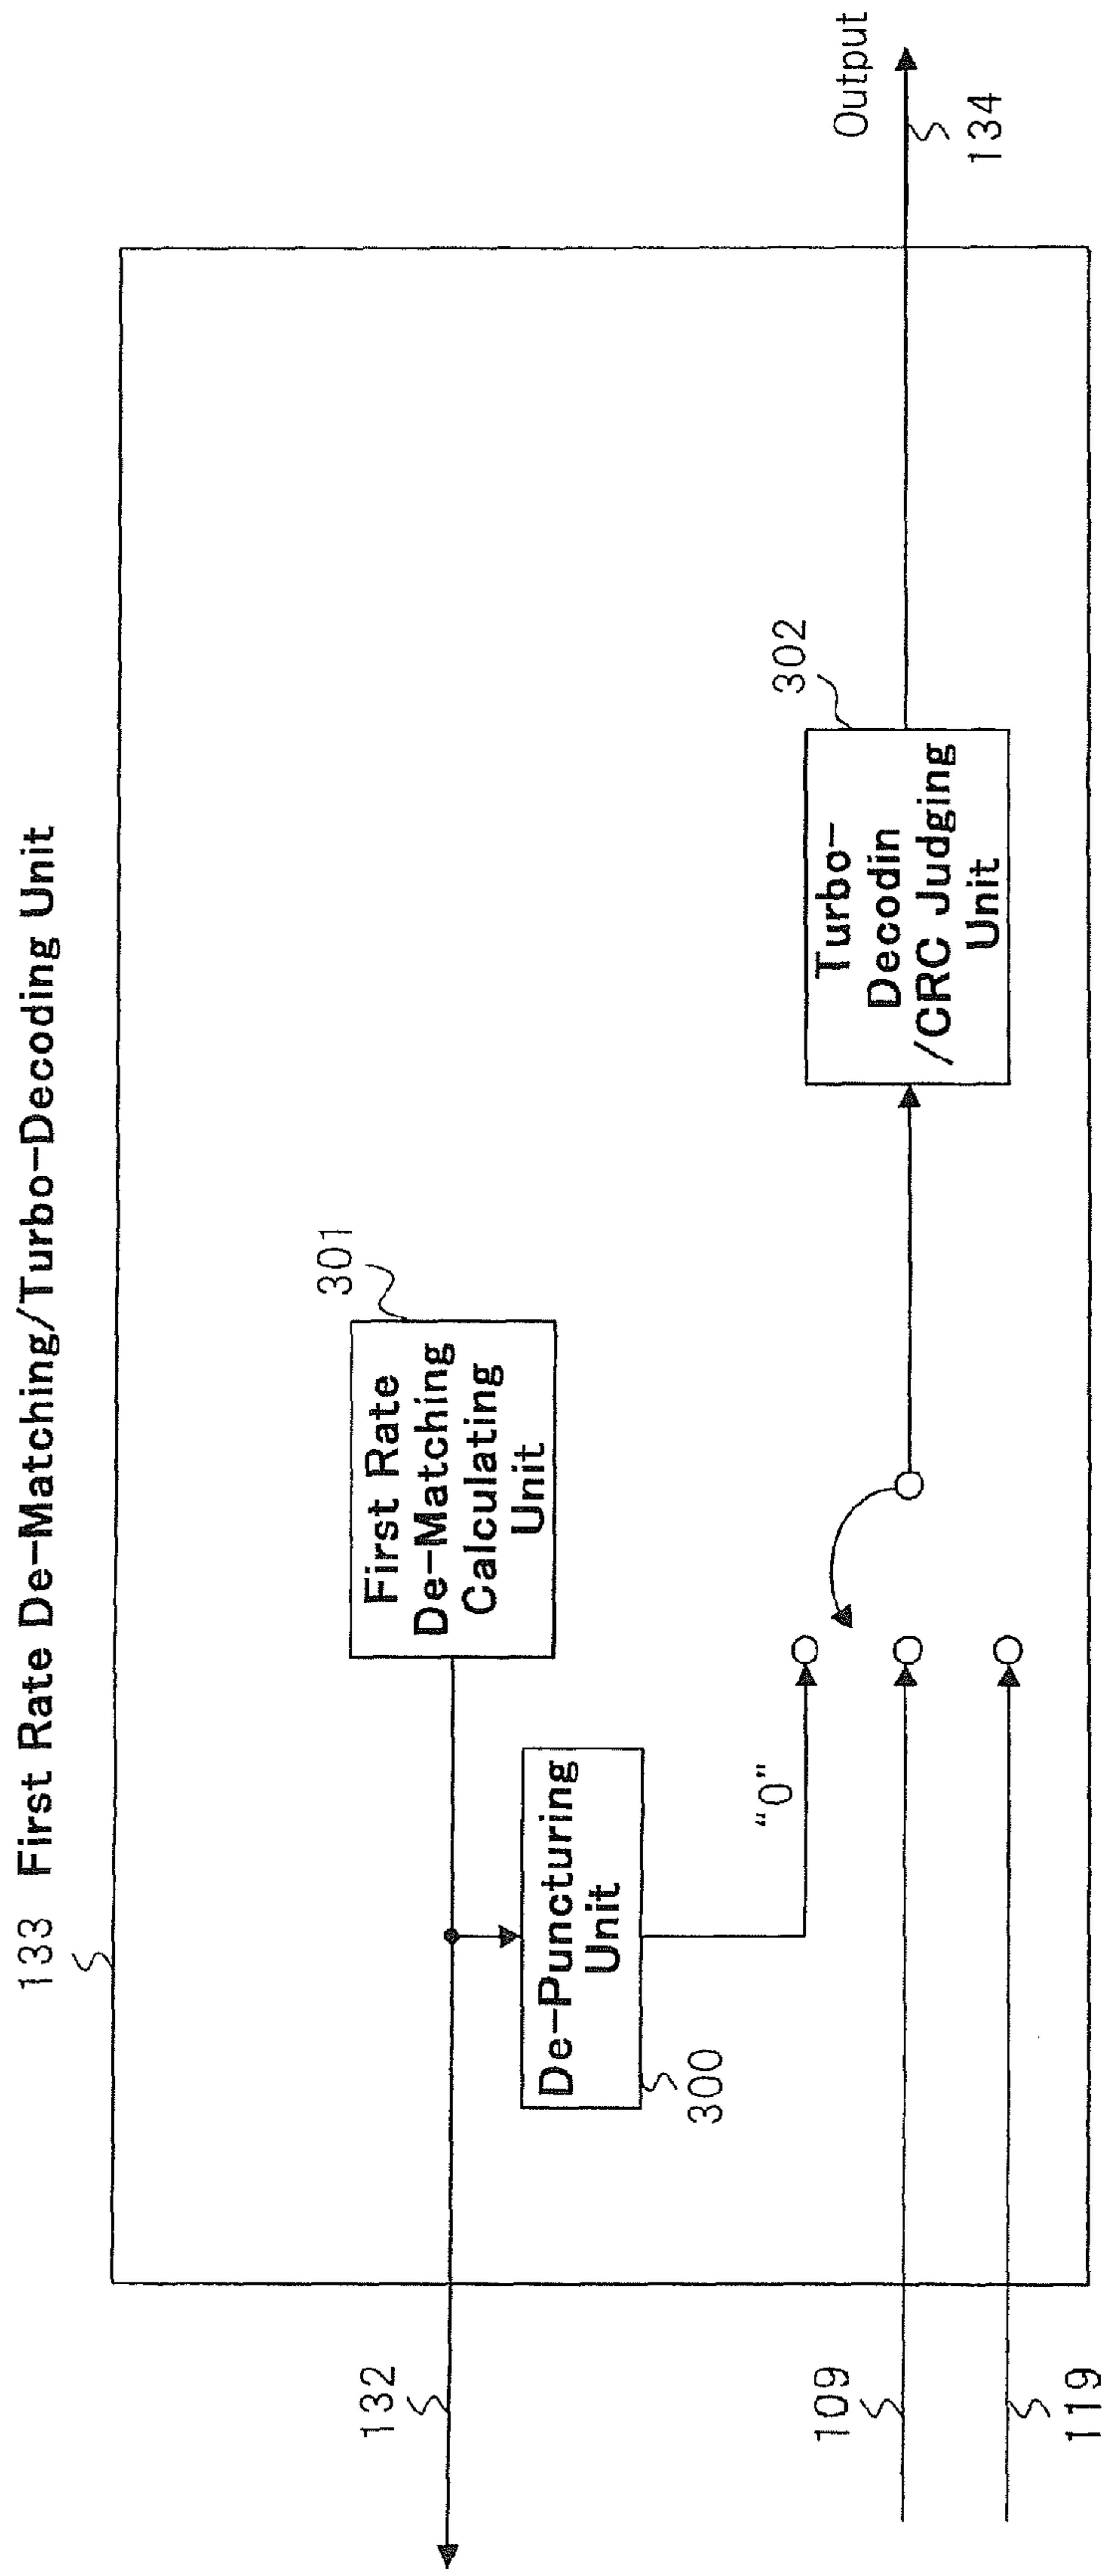 133 First Rate De-Matching/Turbo-Decoding Unit
132
301
First Rate
De-Matching
Calculating
Unit
De-Puncturing
Unit
300
"0"
302
Turbo-
Decodin
/CRC Judging
Unit
Output
134
109
119